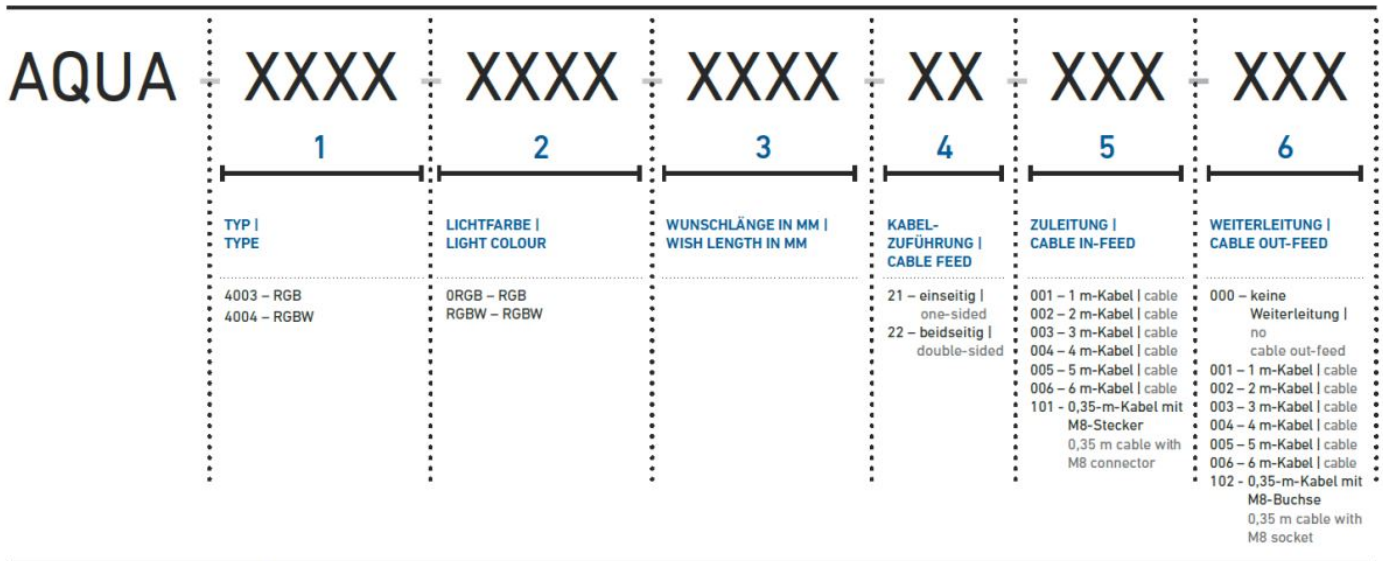 AQUA - XXXX - XXXX - XXXX - XX - XXX - XXX
1
2
3
4
5
6
TYP |
TYPE
4003 – RGB
4004 – RGBW
LICHTFARBE |
LIGHT COLOUR
0RGB – RGB
RGBW – RGBW
WUNSCHLÄNGE IN MM |
WISH LENGTH IN MM
KABEL-
ZUFÜHRUNG |
CABLE FEED
21 – einseitig |
one-sided
22 – beidseitig |
double-sided
ZULEITUNG |
CABLE IN-FEED
001 – 1 m-Kabel | cable
002 – 2 m-Kabel | cable
003 – 3 m-Kabel | cable
004 – 4 m-Kabel | cable
005 – 5 m-Kabel | cable
006 – 6 m-Kabel | cable
101 - 0,35-m-Kabel mit
M8-Stecker
0,35 m cable with
M8 connector
WEITERLEITUNG |
CABLE OUT-FEED
000 – keine
Weiterleitung |
no
cable out-feed
001 – 1 m-Kabel | cable
002 – 2 m-Kabel | cable
003 – 3 m-Kabel | cable
004 – 4 m-Kabel | cable
005 – 5 m-Kabel | cable
006 – 6 m-Kabel | cable
102 - 0,35-m-Kabel mit
M8-Buchse
0,35 m cable with
M8 socket